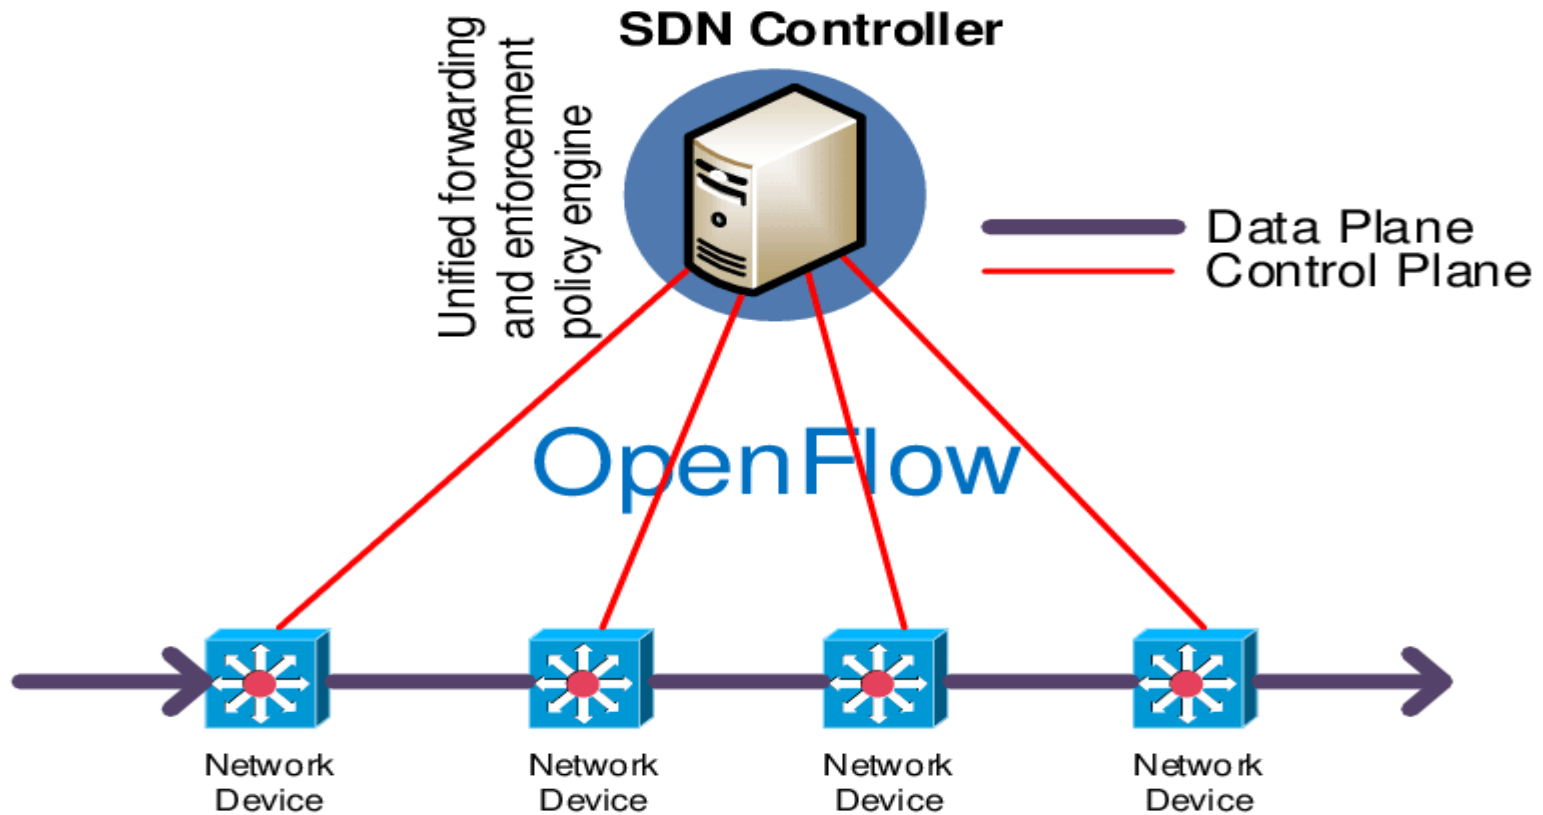 SDN Controller
Unified forwarding
and enforcement
policy engine
Data Plane
Control Plane
OpenFlow
Network
Device
Network
Device
Network
Device
Network
Device